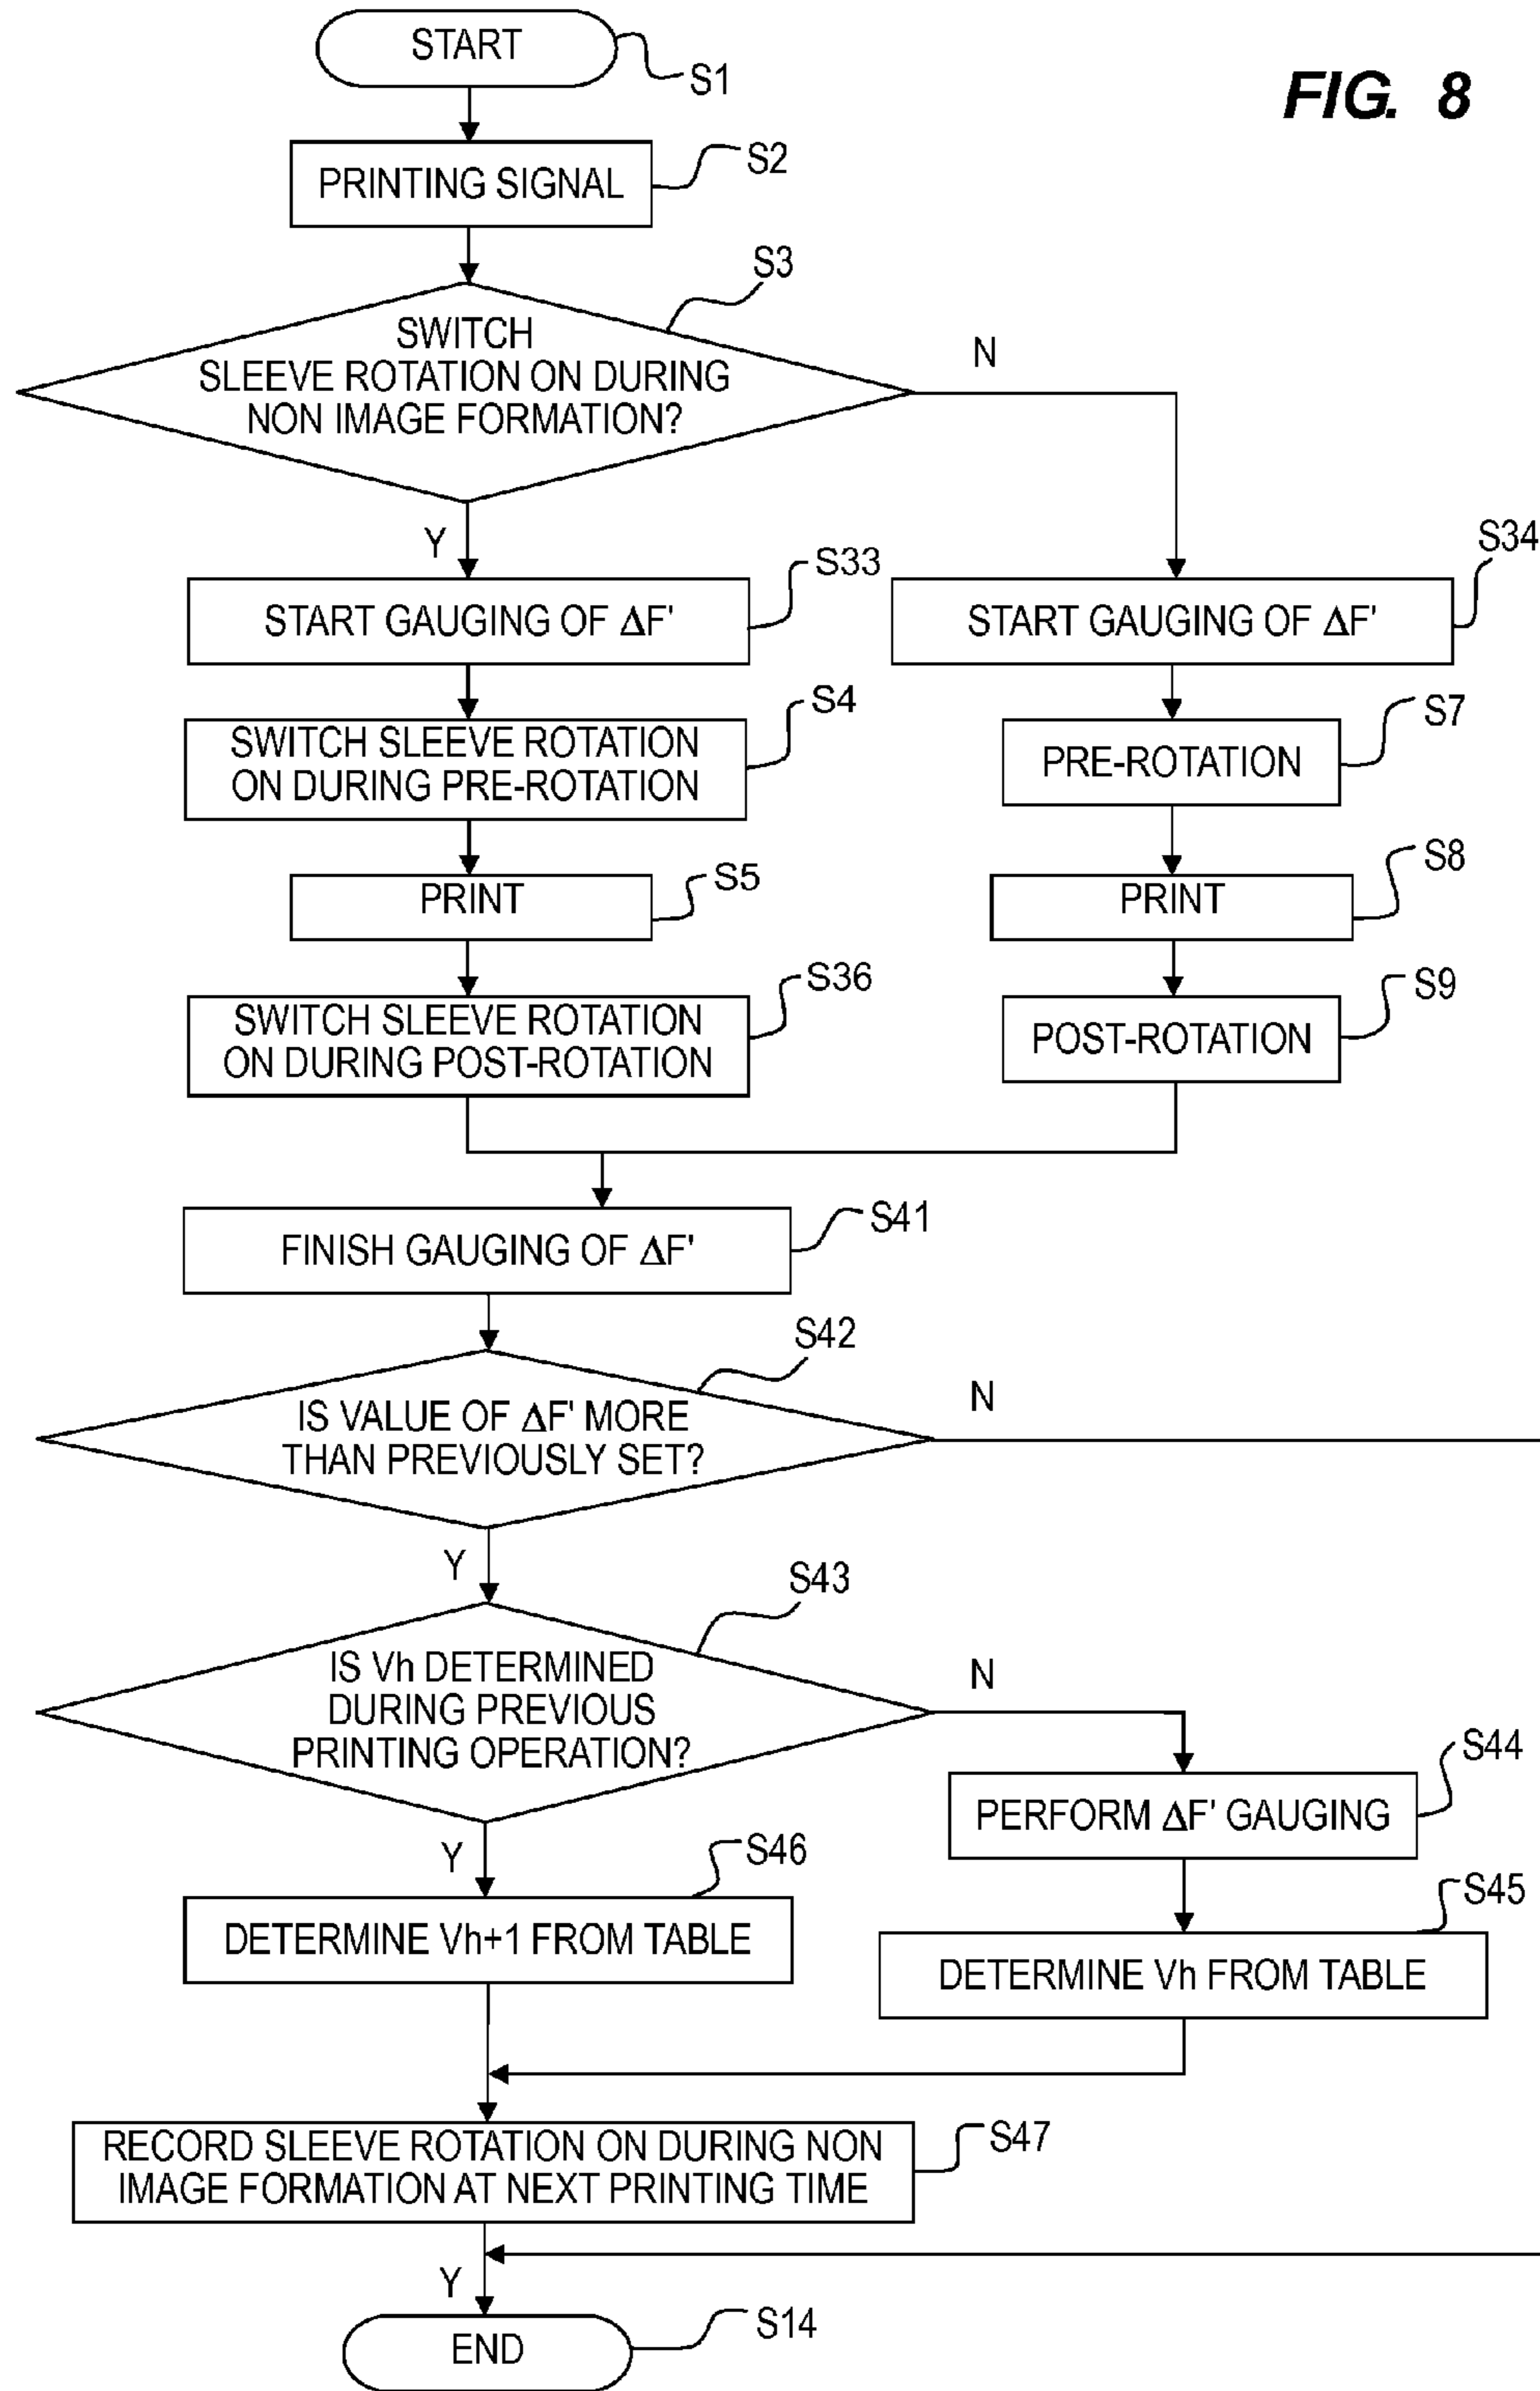 FIG. 8
START
S1
PRINTING SIGNAL
S2
S3
SWITCH
SLEEVE ROTATION ON DURING
NON IMAGE FORMATION?
N
Y
S33
START GAUGING OF ΔF'
S34
START GAUGING OF ΔF'
S4
SWITCH SLEEVE ROTATION
ON DURING PRE-ROTATION
S7
PRE-ROTATION
S5
PRINT
S8
PRINT
S36
SWITCH SLEEVE ROTATION
ON DURING POST-ROTATION
S9
POST-ROTATION
S41
FINISH GAUGING OF ΔF'
S42
IS VALUE OF ΔF' MORE
THAN PREVIOUSLY SET?
N
Y
S43
IS Vh DETERMINED
DURING PREVIOUS
PRINTING OPERATION?
N
S44
PERFORM ΔF' GAUGING
Y
S46
DETERMINE Vh+1 FROM TABLE
S45
DETERMINE Vh FROM TABLE
S47
RECORD SLEEVE ROTATION ON DURING NON
IMAGE FORMATION AT NEXT PRINTING TIME
Y
S14
END